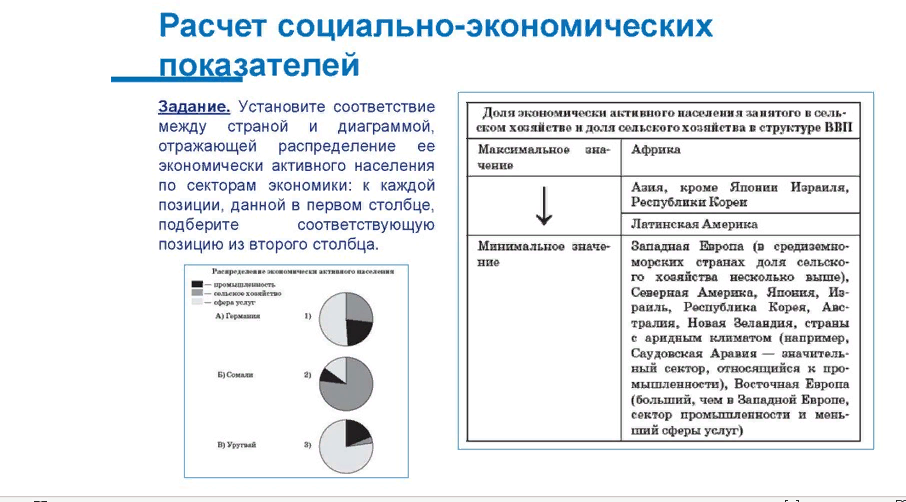 Расчет социально-экономических
показателей
Задание. Установите соответствие
между страной и диаграммой,
отражающей распределение ее
экономически активного населения
по секторам экономики: к каждой
позиции, данной в первом столбце,
подберите соответствующую
позицию из второго столбца.
Распределение экономически активного населения
— промышленность
— сельское хозяйство
— сфера услуг
А) Германия 1)
Б) Сомали 2)
В) Уругвай 3)
Доля экономически активного населения занятого в сель-
ском хозяйстве и доля сельского хозяйства в структуре ВВП
Максимальное зна-
чение
Африка
Азия, кроме Японии Израиля,
Республики Кореи
Латинская Америка
Минимальное значе-
ние
Западная Европа (в средиземно-
морских странах доля сельско-
го хозяйства несколько выше),
Северная Америка, Япония, Из-
раиль, Республика Корея, Авс-
тралия, Новая Зеландия, страны
с аридным климатом (например,
Саудовская Аравия — значитель-
ный сектор, относящийся к про-
мышленности), Восточная Европа
(больший, чем в Западной Европе,
сектор промышленности и мень-
ший сферы услуг)